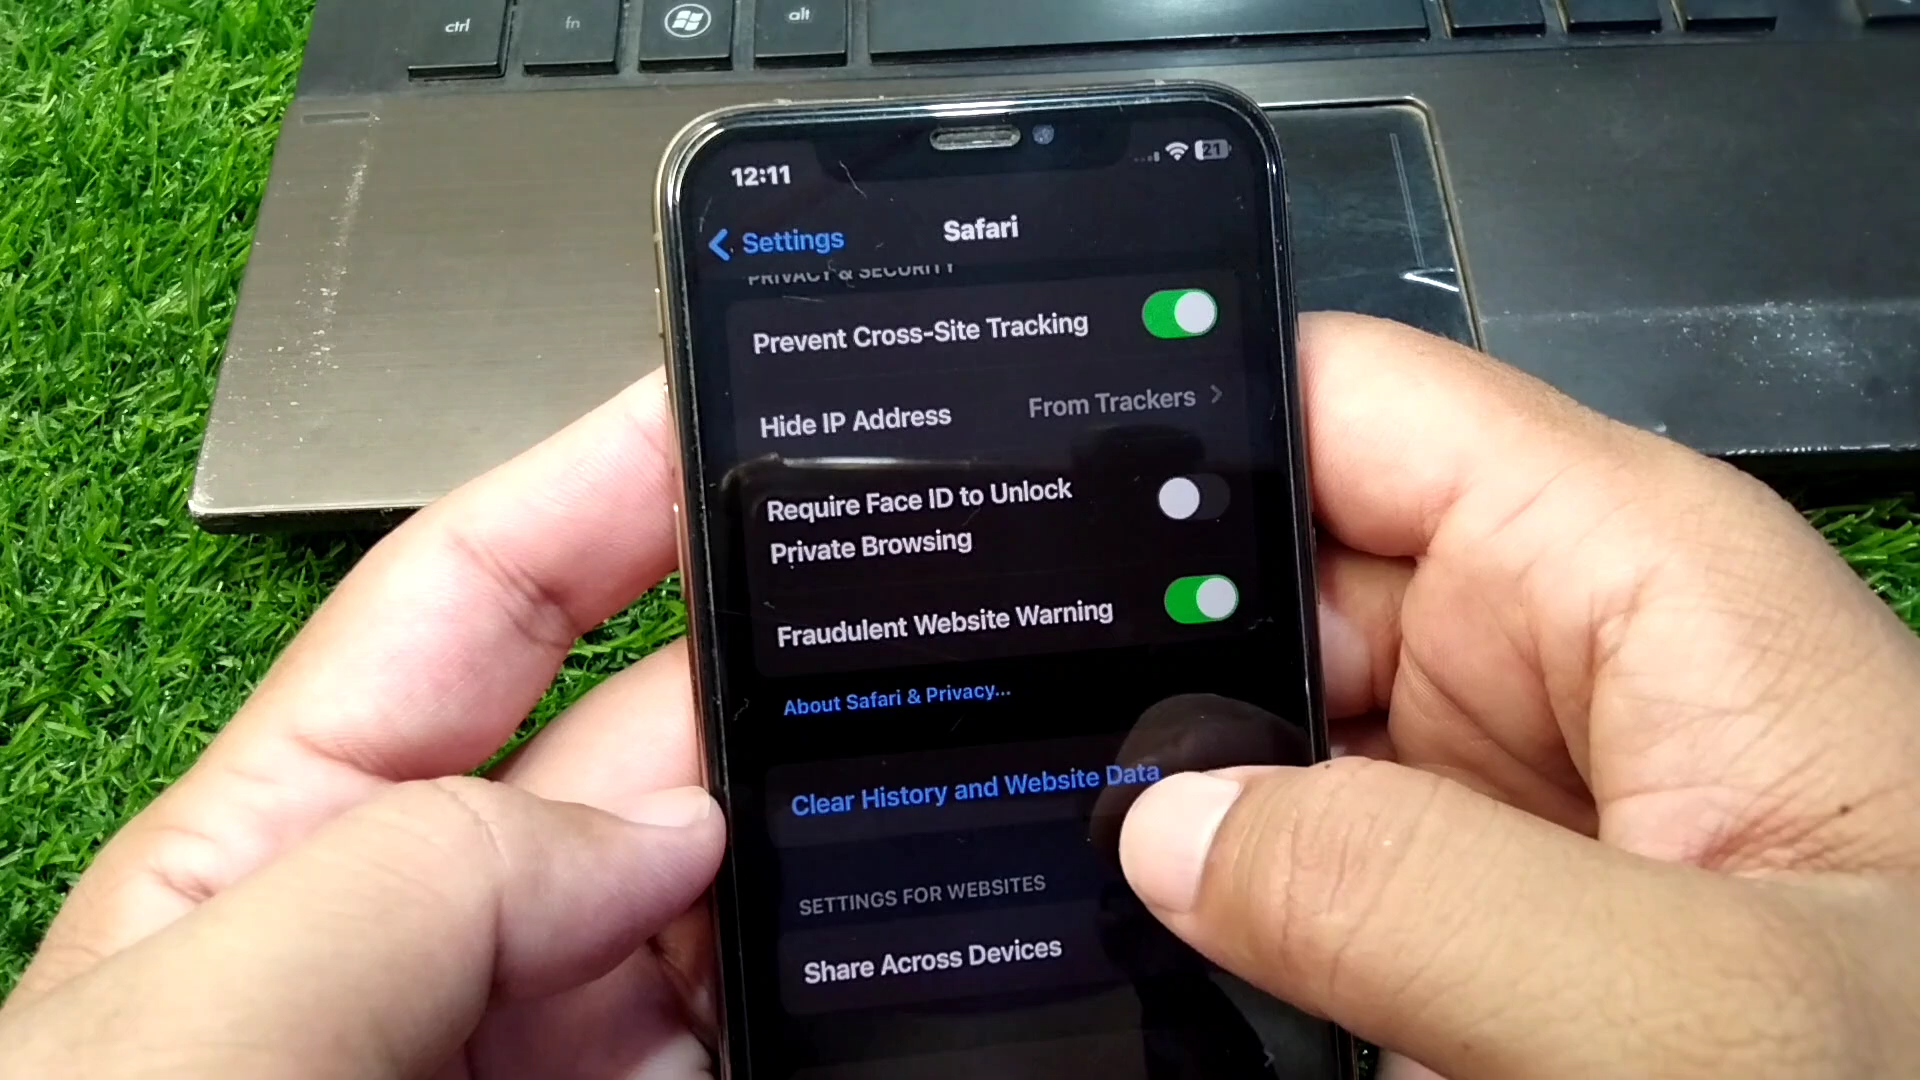 ctrl
fn
alt
12:11
21
Settings
Safari
PRIVACY & SECURITY
Prevent Cross-Site Tracking
Hide IP Address
From Trackers
Require Face ID to Unlock
Private Browsing
Fraudulent Website Warning
About Safari & Privacy...
Clear History and Website Data
SETTINGS FOR WEBSITES
Share Across Devices